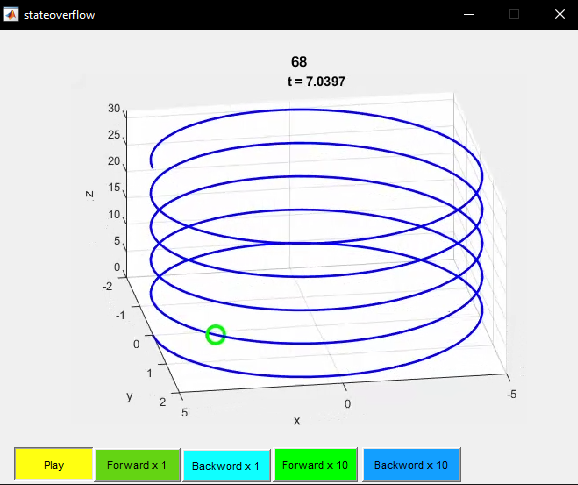 stateoverflow
68
t = 7.0397
30
25
20
15
10
5
0
z
-2
-1
0
1
2
y
5
0
-5
x
Play
Forward x 1
Backword x 1
Forward x 10
Backword x 10